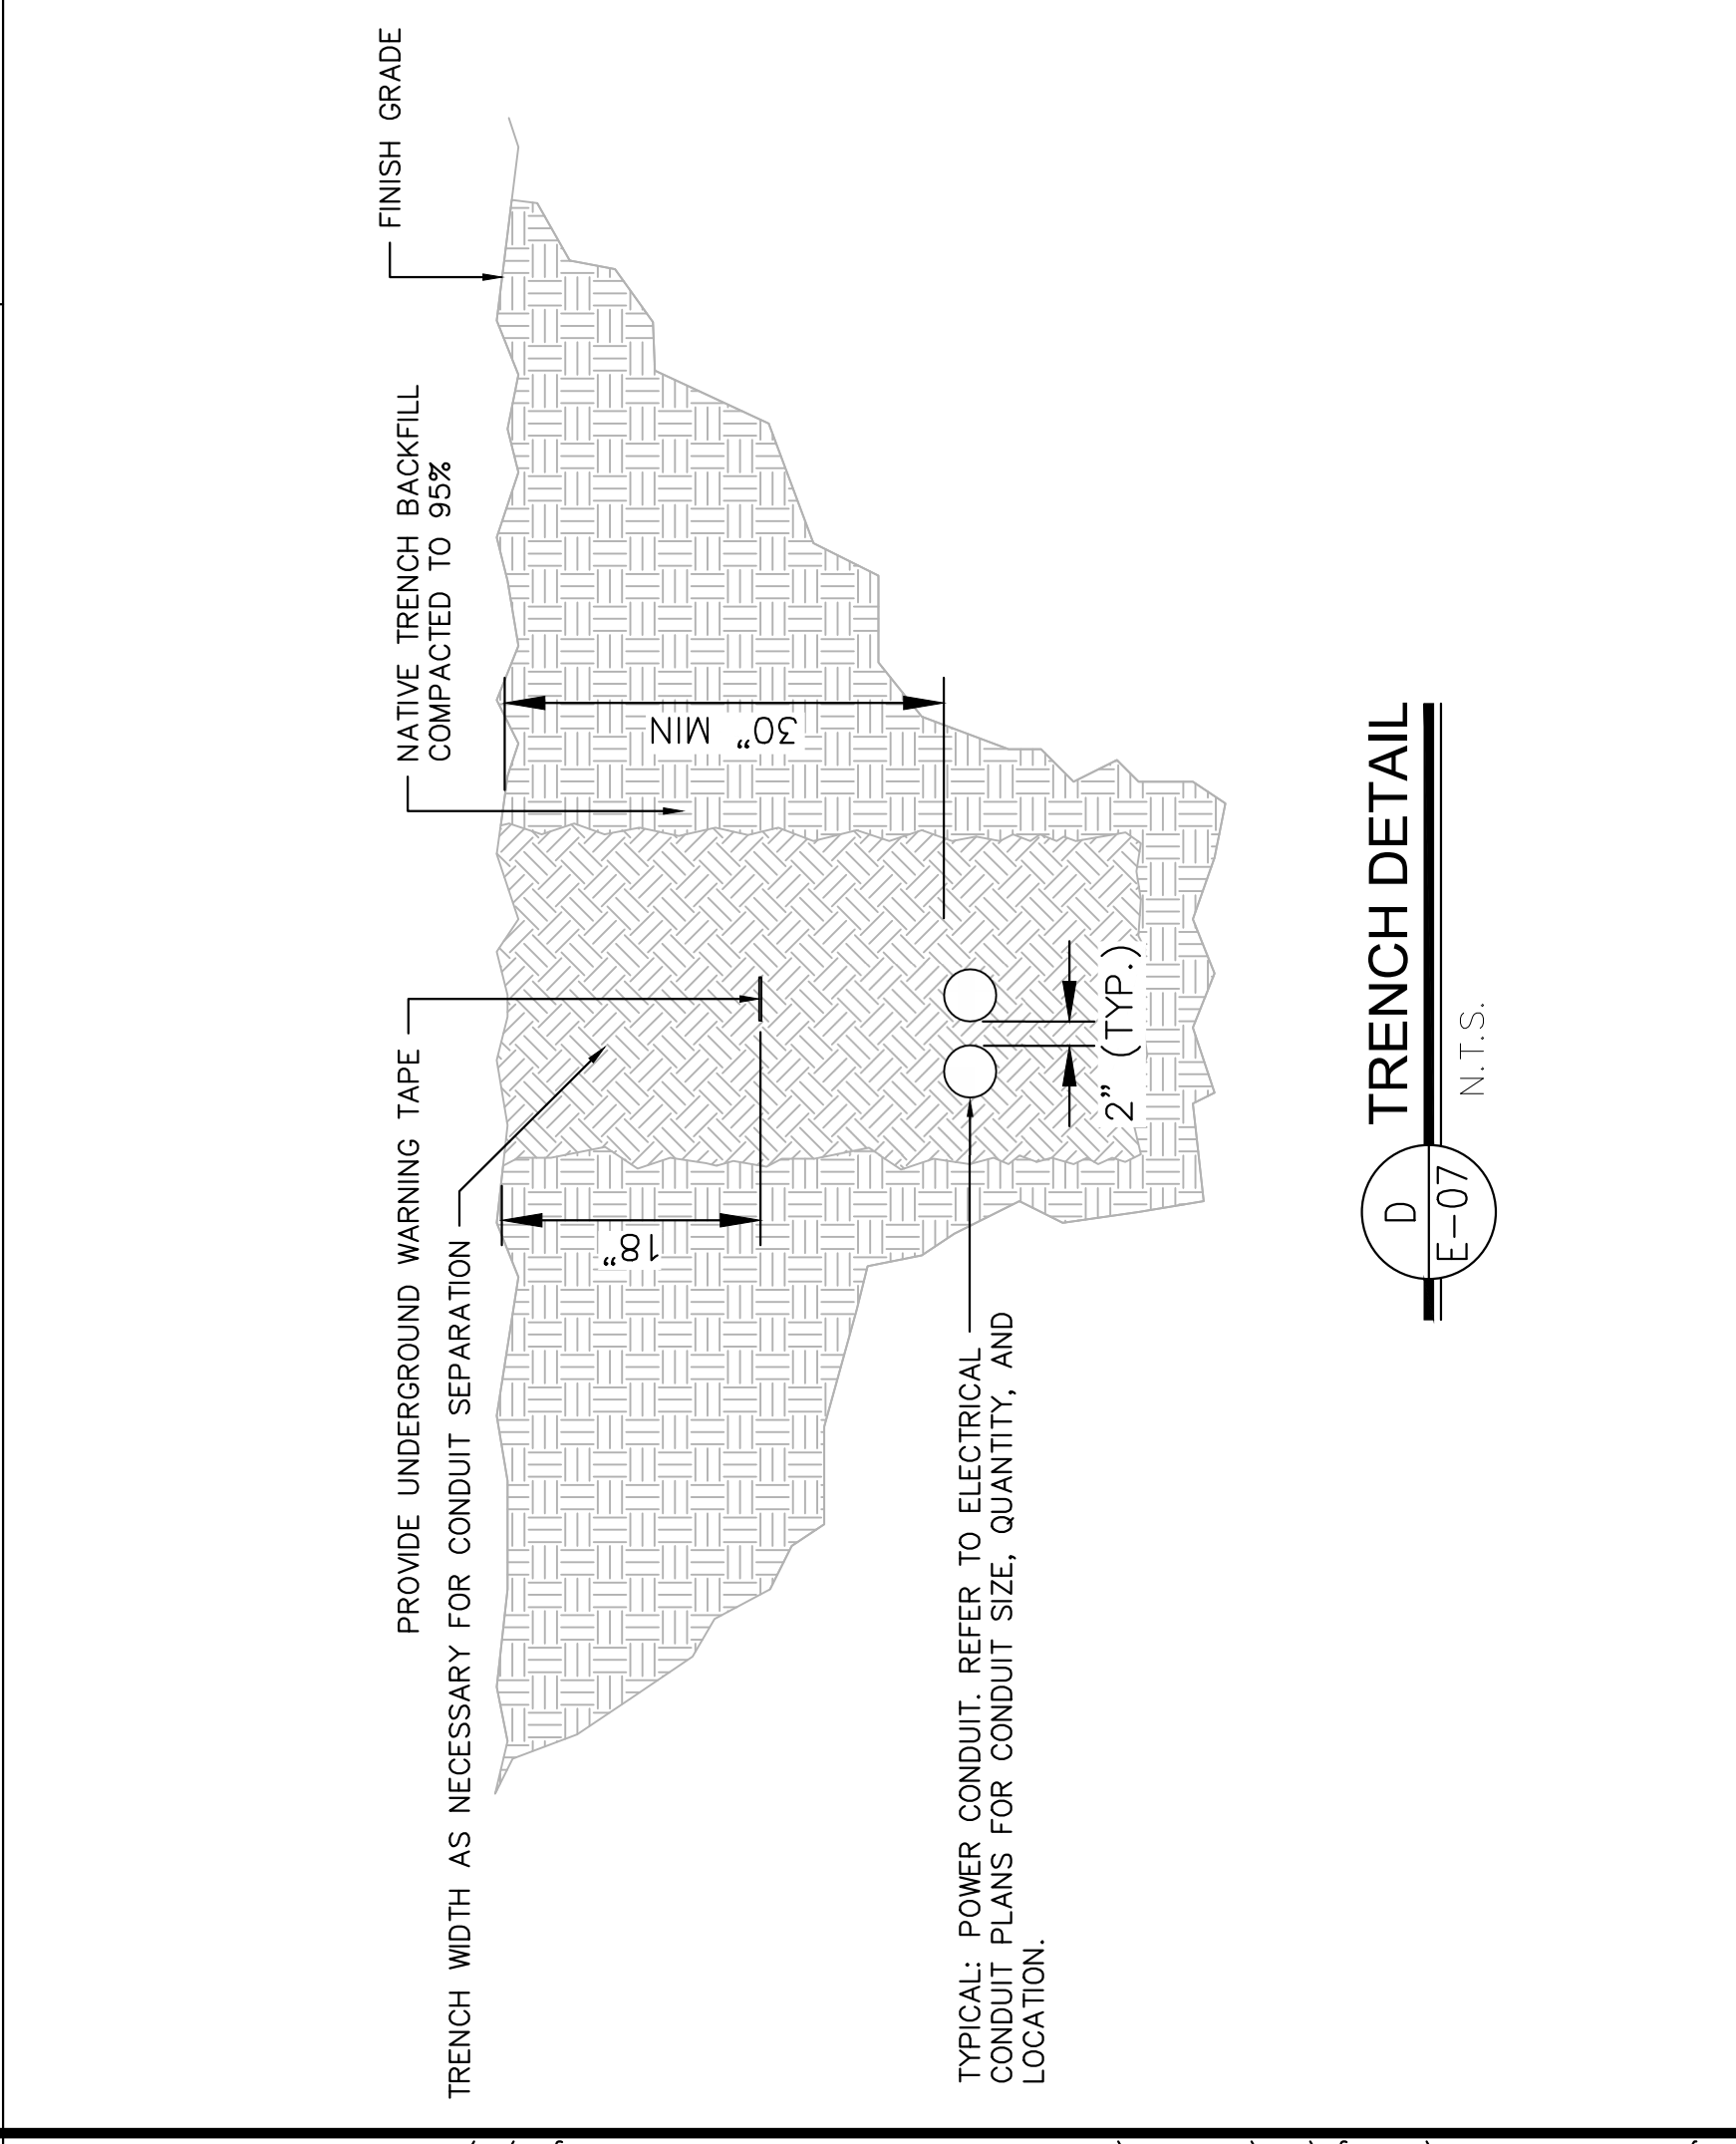 FINISH GRADE
NATIVE TRENCH BACKFILL
COMPACTED TO 95%
PROVIDE UNDERGROUND WARNING TAPE
TRENCH WIDTH AS NECESSARY FOR CONDUIT SEPARATION
18"
30" MIN
TYPICAL: POWER CONDUIT. REFER TO ELECTRICAL
CONDUIT PLANS FOR CONDUIT SIZE, QUANTITY, AND
LOCATION.
2" (TYP.)
D
E-07
TRENCH DETAIL
N.T.S.